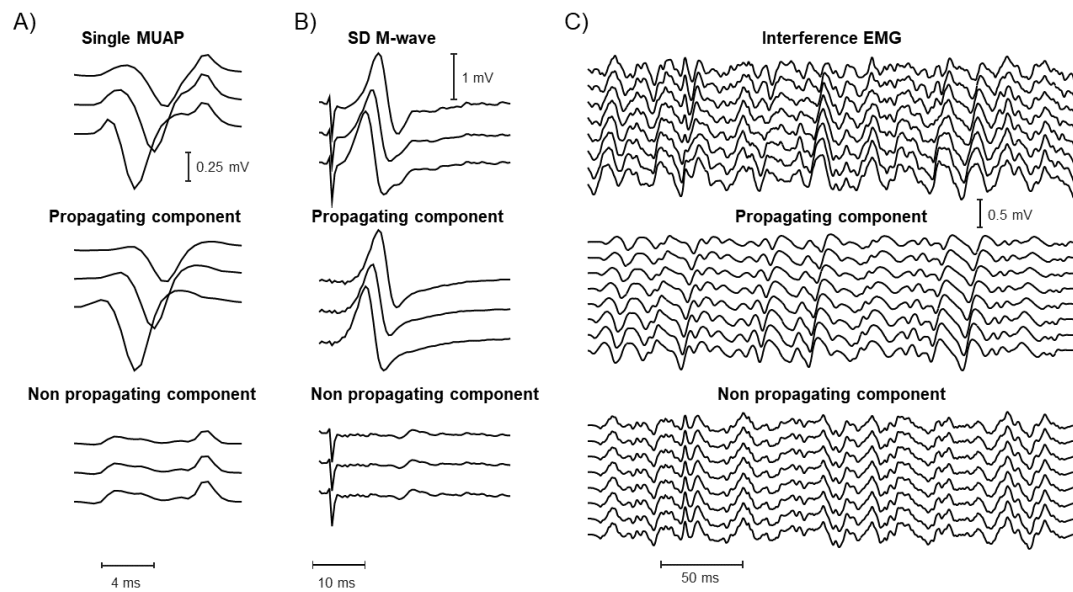 A)
Single MUAP
0.25 mV
Propagating component
Non propagating component
4 ms
B)
SD M-wave
1 mV
Propagating component
Non propagating component
10 ms
C)
Interference EMG
0.5 mV
Propagating component
Non propagating component
50 ms